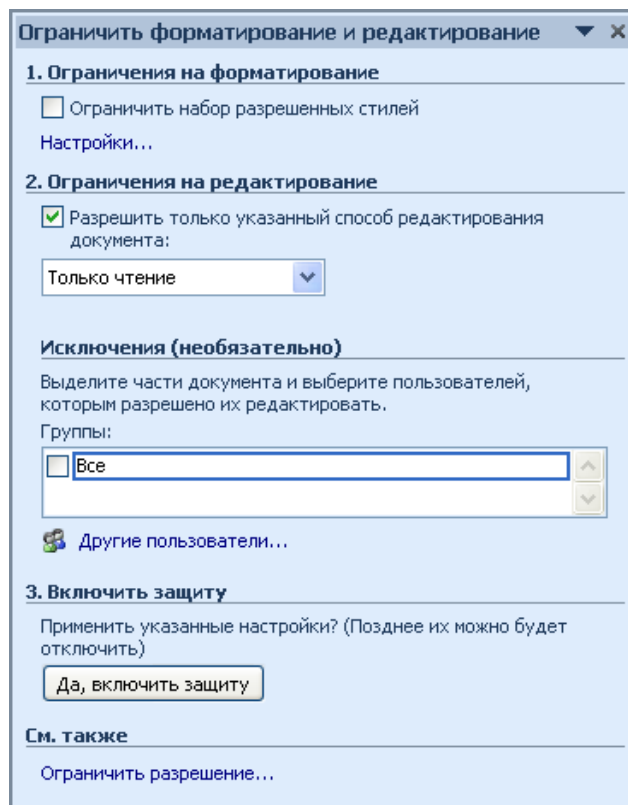 Ограничить форматирование и редактирование
1. Ограничения на форматирование
Ограничить набор разрешенных стилей
Настройки...
2. Ограничения на редактирование
Разрешить только указанный способ редактирования
документа:
Только чтение
Исключения (необязательно)
Выделите части документа и выберите пользователей,
которым разрешено их редактировать.
Группы:
Все
Другие пользователи...
3. Включить защиту
Применить указанные настройки? (Позднее их можно будет
отключить)
Да, включить защиту
См. также
Ограничить разрешение...